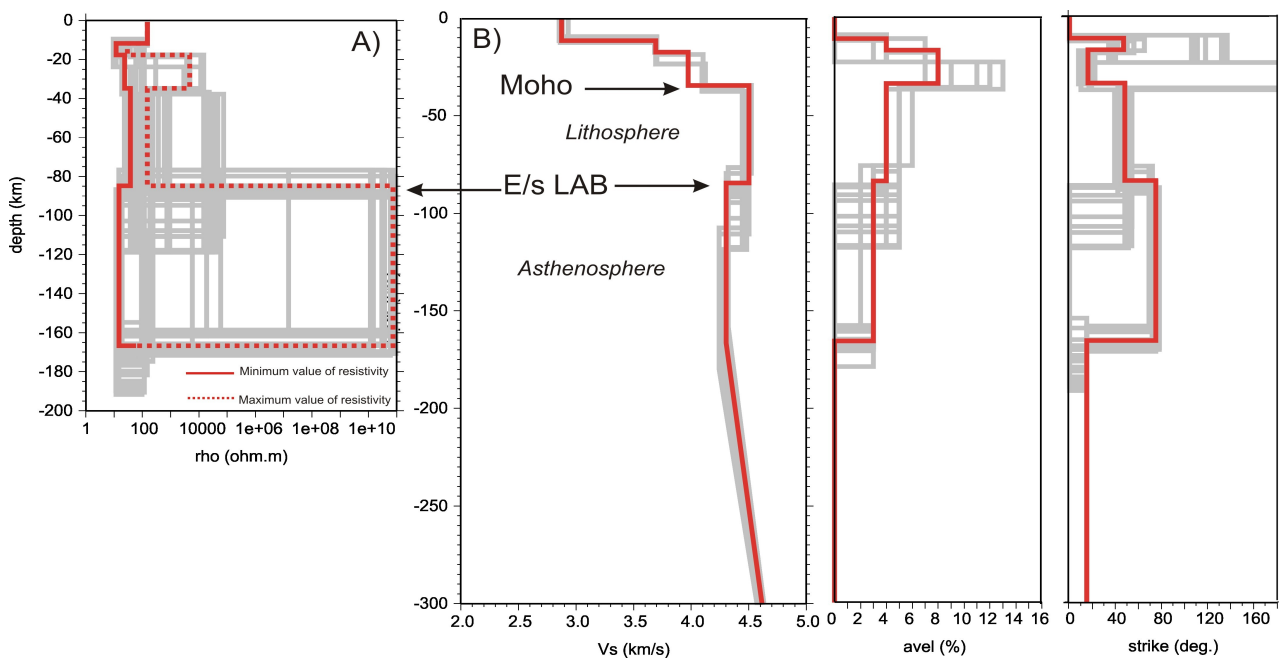 A)
0
-20
-40
-60
-80
-100
-120
-140
-160
-180
-200
depth (km)
1 100 10000 1e+06 1e+08 1e+10
rho (ohm.m)
Minimum value of resistivity
Maximum value of resistivity
B)
0
-50
-100
-150
-200
-250
-300
Moho
Lithosphere
E/s LAB
Asthenosphere
2.0 2.5 3.0 3.5 4.0 4.5 5.0
Vs (km/s)
0 2 4 6 8 10 12 14 16
avel (%)
0 80 160
strike (deg.)